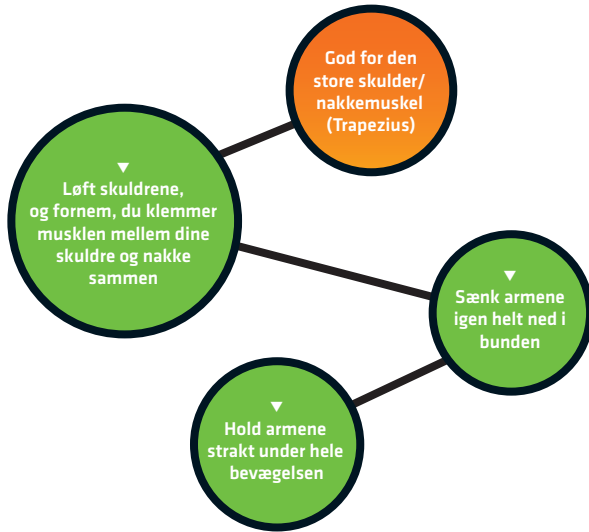 God for den
store skulder/
nakkemuskel
(Trapezius)
Løft skuldrene,
og fornem, du klemmer
musklen mellem dine
skuldre og nakke
sammen
Sænk armene
igen helt ned i
bunden
Hold armene
strakt under hele
bevægelsen